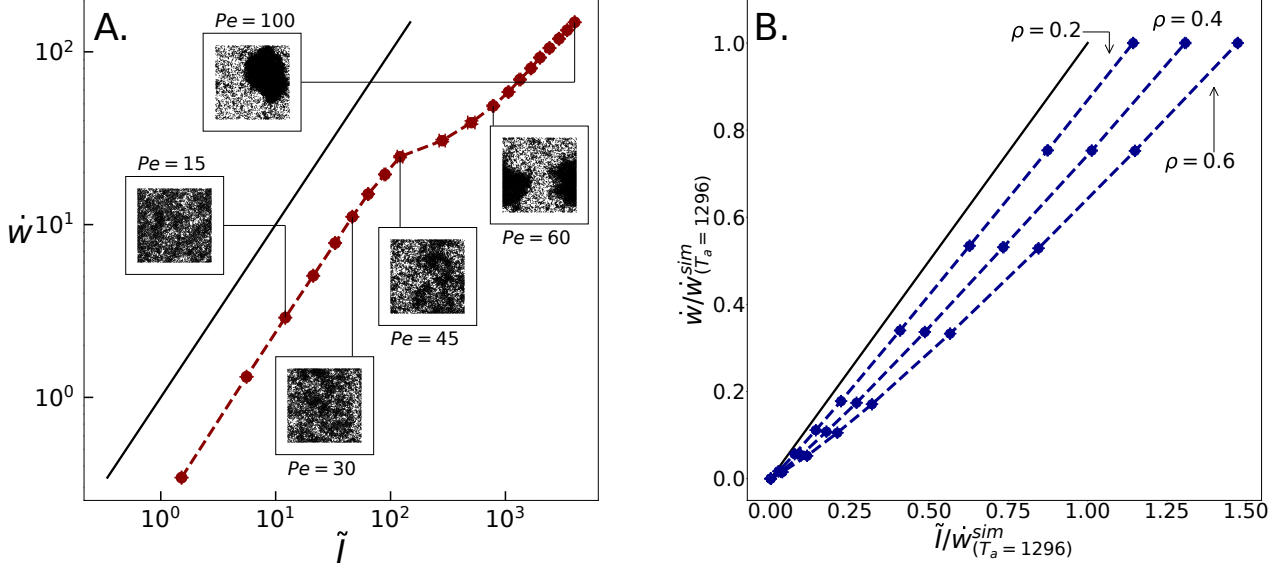 A.
Pe = 100
Pe = 15
Pe = 60
Pe = 45
Pe = 30
10²
10¹
10⁰
ẇ
10⁰ 10¹ 10² 10³
Ĩ
B.
ρ = 0.2
ρ = 0.4
ρ = 0.6
1.0
0.8
0.6
0.4
0.2
0.0
ẇ/ẇ^{sim}_{(T_a = 1296)}
0.00 0.25 0.50 0.75 1.00 1.25 1.50
Ĩ/ẇ^{sim}_{(T_a = 1296)}